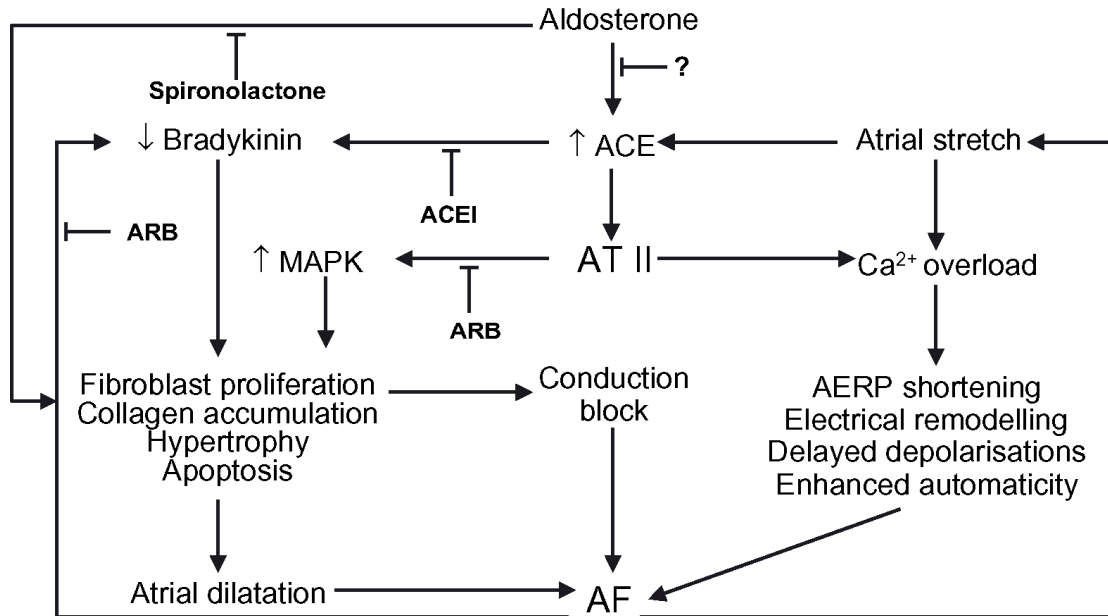 Aldosterone
?
Spironolactone
↓ Bradykinin
↑ ACE
Atrial stretch
ACEI
ARB
↑ MAPK
AT II
Ca²⁺ overload
ARB
Fibroblast proliferation
Collagen accumulation
Hypertrophy
Apoptosis
Conduction
block
AERP shortening
Electrical remodelling
Delayed depolarisations
Enhanced automaticity
Atrial dilatation
AF